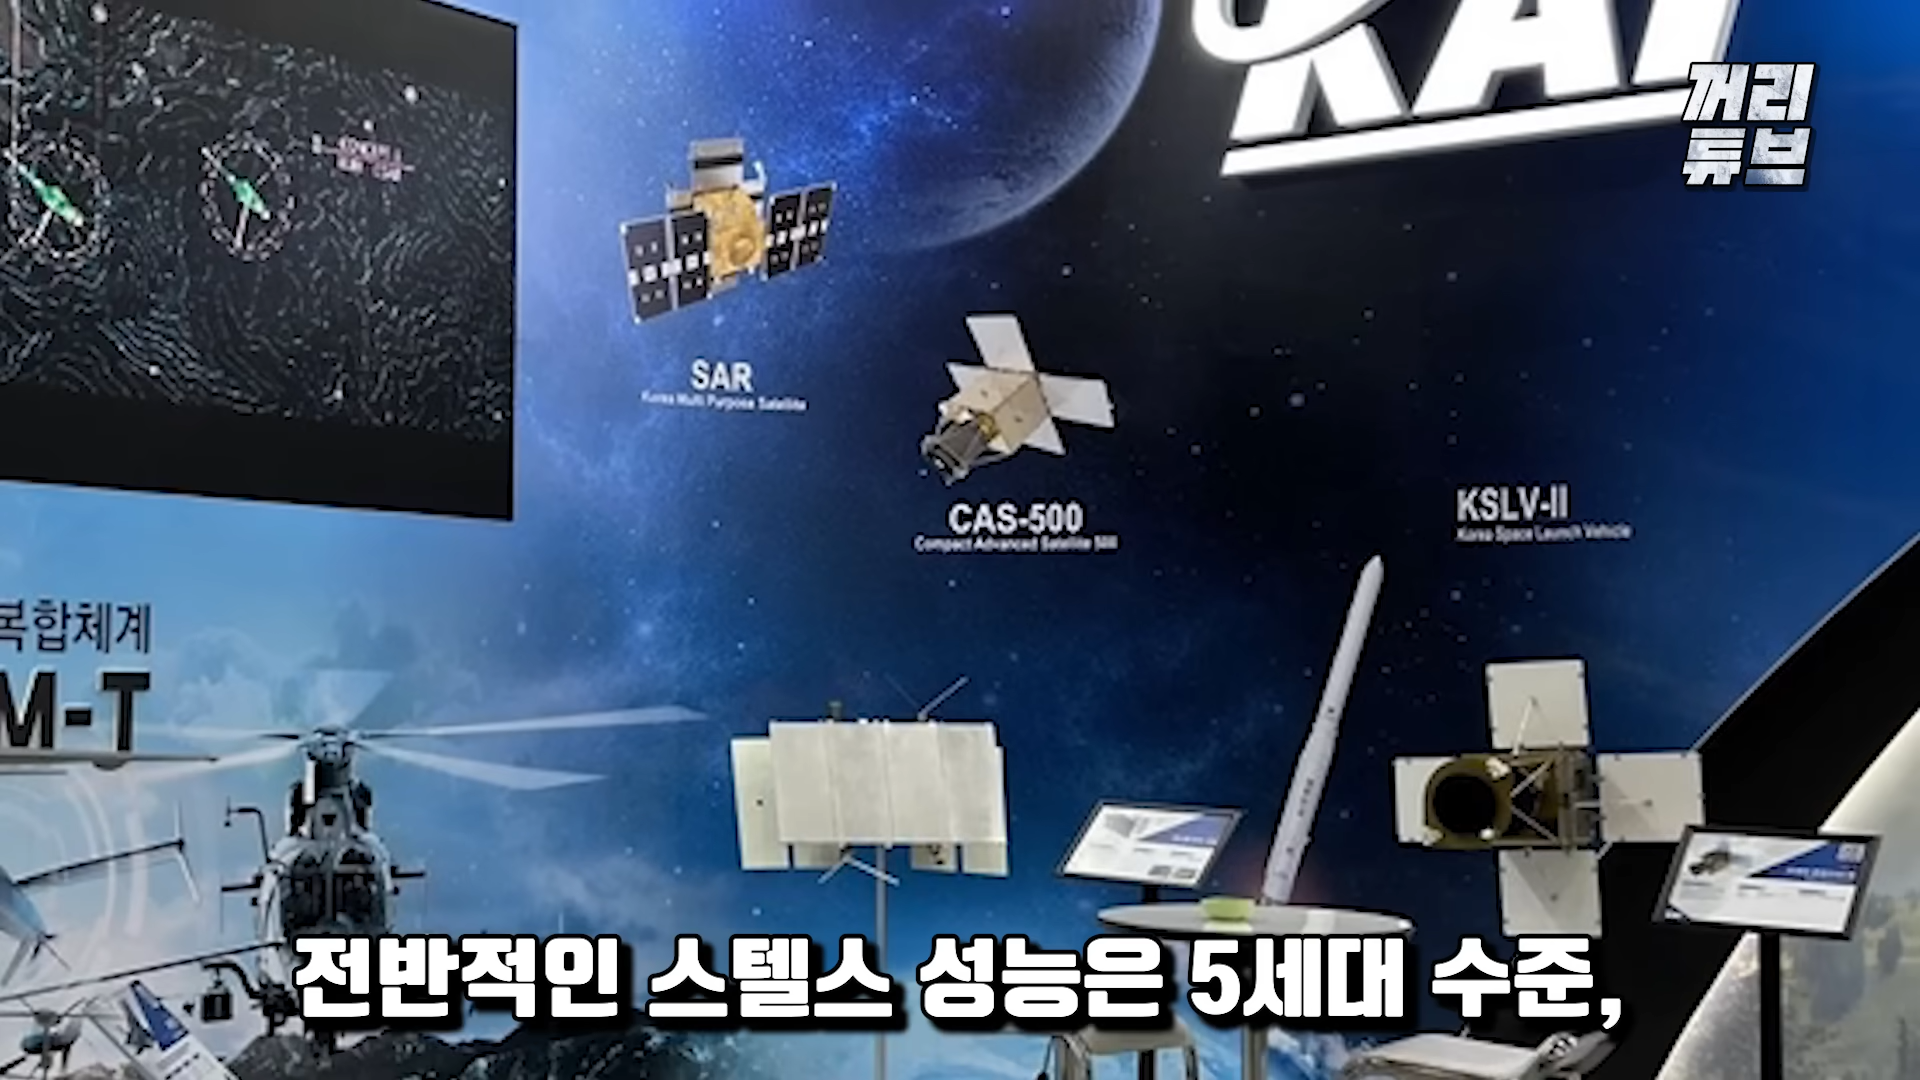 KAI
꺼리
튜브
SAR
Korea Multi Purpose Satellite
CAS-500
Compact Advanced Satellite 500
KSLV-II
Korea Space Launch Vehicle
복합체계
M-T
전반적인 스텔스 성능은 5세대 수준,